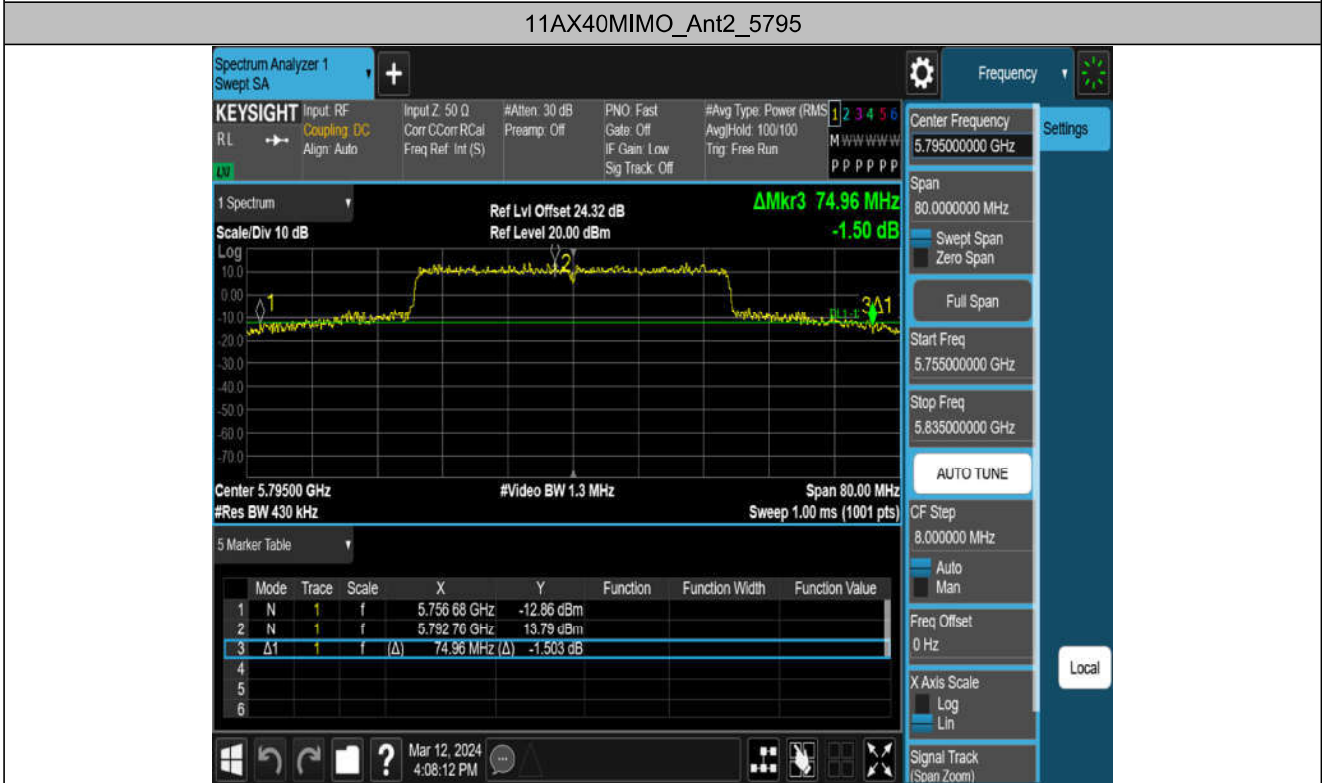 11AX40MIMO_Ant2_5795
Spectrum Analyzer 1
Swept SA
+
Frequency
KEYSIGHT
RL
LXI
Input: RF
Coupling: DC
Align: Auto
Input Z: 50 Ω
Corr CCorr RCal
Freq Ref: Int (S)
#Atten: 30 dB
Preamp: Off
PNO: Fast
Gate: Off
IF Gain: Low
Sig Track: Off
#Avg Type: Power (RMS
Avg|Hold: 100/100
Trig: Free Run
1 2 3 4 5 6
M W W W W W
P P P P P P
Center Frequency
5.795000000 GHz
Settings
Span
80.0000000 MHz
Swept Span
Zero Span
Full Span
Start Freq
5.755000000 GHz
Stop Freq
5.835000000 GHz
AUTO TUNE
CF Step
8.000000 MHz
Auto
Man
Freq Offset
0 Hz
X Axis Scale
Log
Lin
Signal Track
(Span Zoom)
Local
1 Spectrum
Scale/Div 10 dB
Ref Lvl Offset 24.32 dB
Ref Level 20.00 dBm
ΔMkr3 74.96 MHz
-1.50 dB
Log
10.0
0.00
-10.0
-20.0
-30.0
-40.0
-50.0
-60.0
-70.0
1
2
3Δ1
Center 5.79500 GHz
#Video BW 1.3 MHz
Span 80.00 MHz
#Res BW 430 kHz
Sweep 1.00 ms (1001 pts)
5 Marker Table
Mode Trace Scale X Y Function Function Width Function Value
1 N 1 f 5.756 68 GHz -12.86 dBm
2 N 1 f 5.792 76 GHz 13.79 dBm
3 Δ1 1 f (Δ) 74.96 MHz (Δ) -1.503 dB
4
5
6
?
Mar 12, 2024
4:08:12 PM